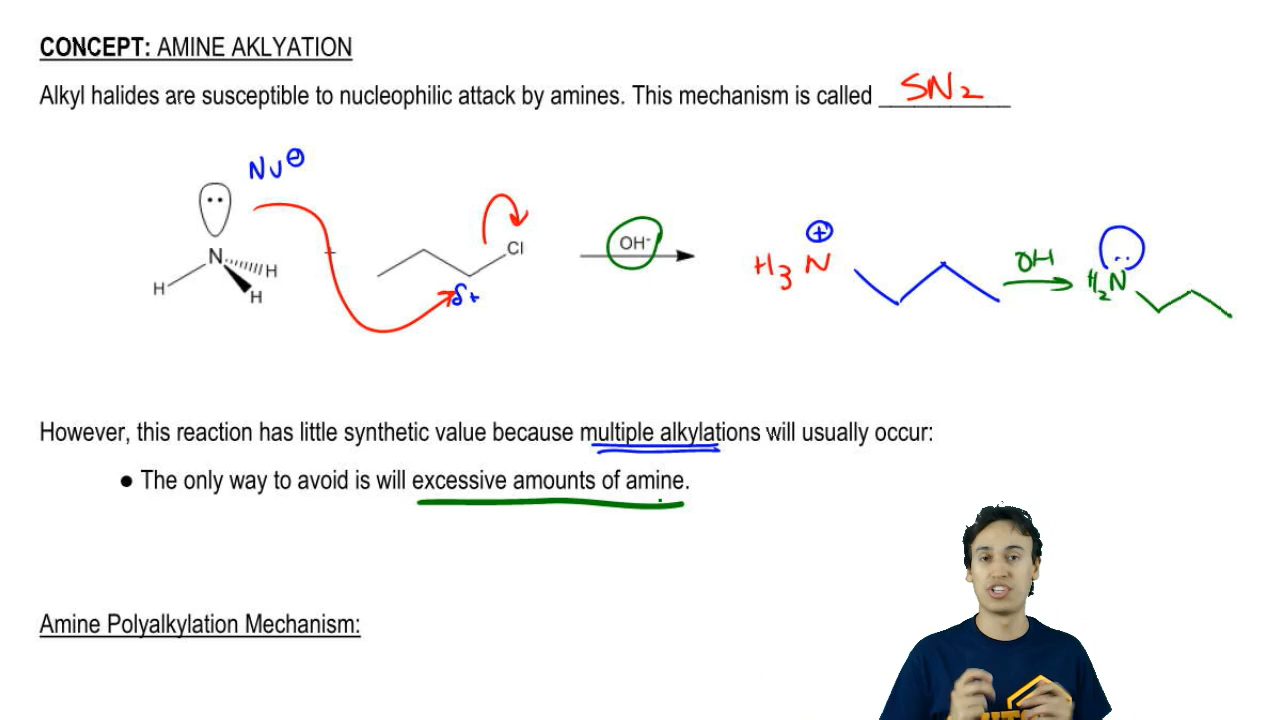 CONCEPT: AMINE AKLYATION
Alkyl halides are susceptible to nucleophilic attack by amines. This mechanism is called SN2
Nu⊖
N H H H
+
Cl
δ+
OH-
⊕
H3N
OH
H2N
However, this reaction has little synthetic value because multiple alkylations will usually occur:
● The only way to avoid is will excessive amounts of amine.
Amine Polyalkylation Mechanism: